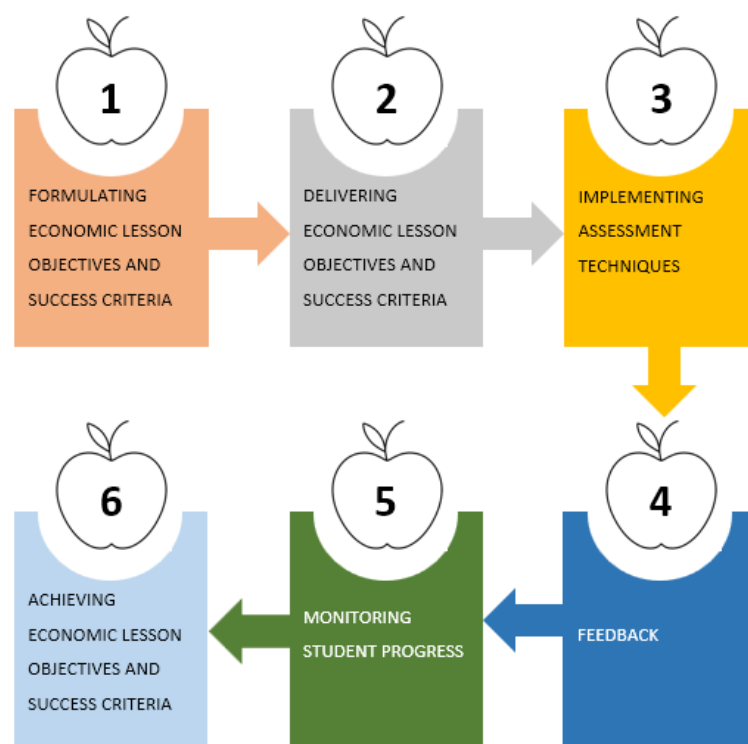 1
FORMULATING
ECONOMIC LESSON
OBJECTIVES AND
SUCCESS CRITERIA
2
DELIVERING
ECONOMIC LESSON
OBJECTIVES AND
SUCCESS CRITERIA
3
IMPLEMENTING
ASSESSMENT
TECHNIQUES
4
FEEDBACK
5
MONITORING
STUDENT PROGRESS
6
ACHIEVING
ECONOMIC LESSON
OBJECTIVES AND
SUCCESS CRITERIA